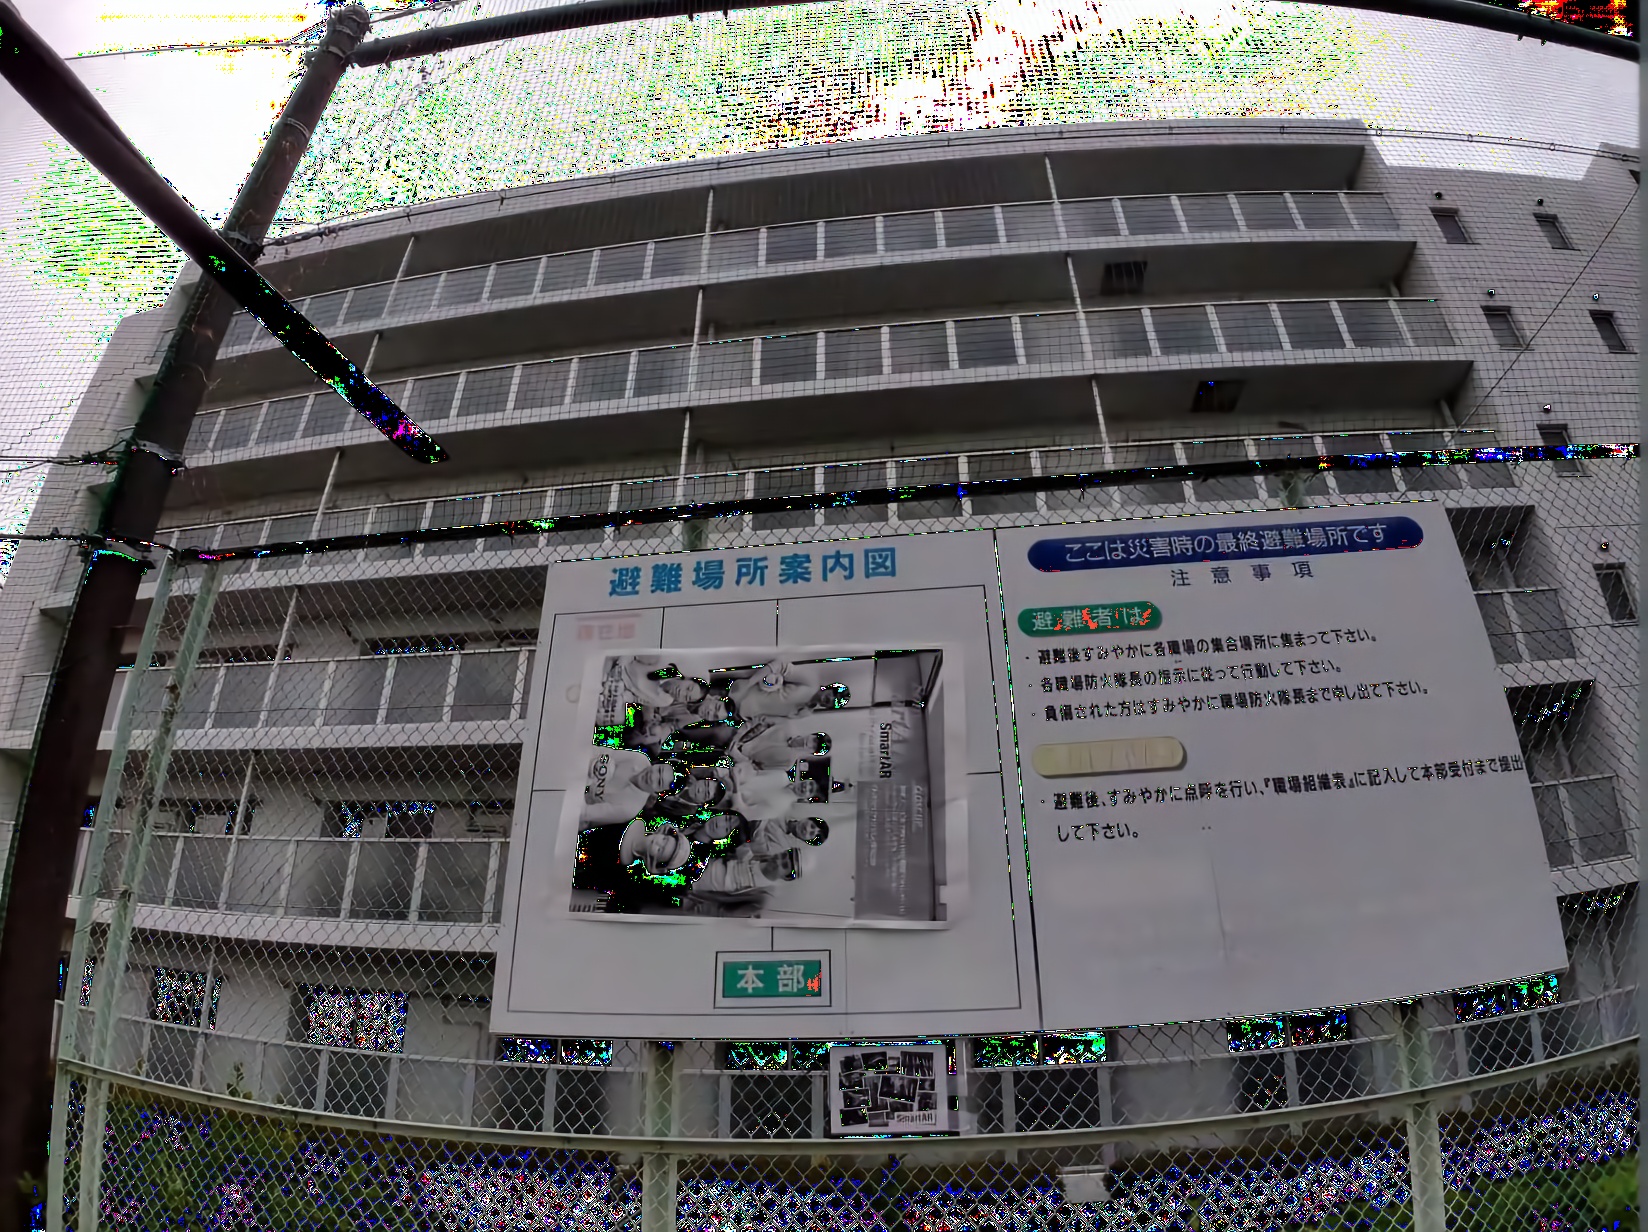 避難場所案内図
本部
SONY
SmartAR
SmartAR
ここは災害時の最終避難場所です
注意事項
避難者は
・避難後すみやかに各職場の集合場所に集まって下さい。
・各職場防火隊長の指示に従って行動して下さい。
・負傷された方はすみやかに職場防火隊長まで申し出て下さい。
・避難後、すみやかに点呼を行い、『職場組織表』に記入して本部受付まで提出
して下さい。